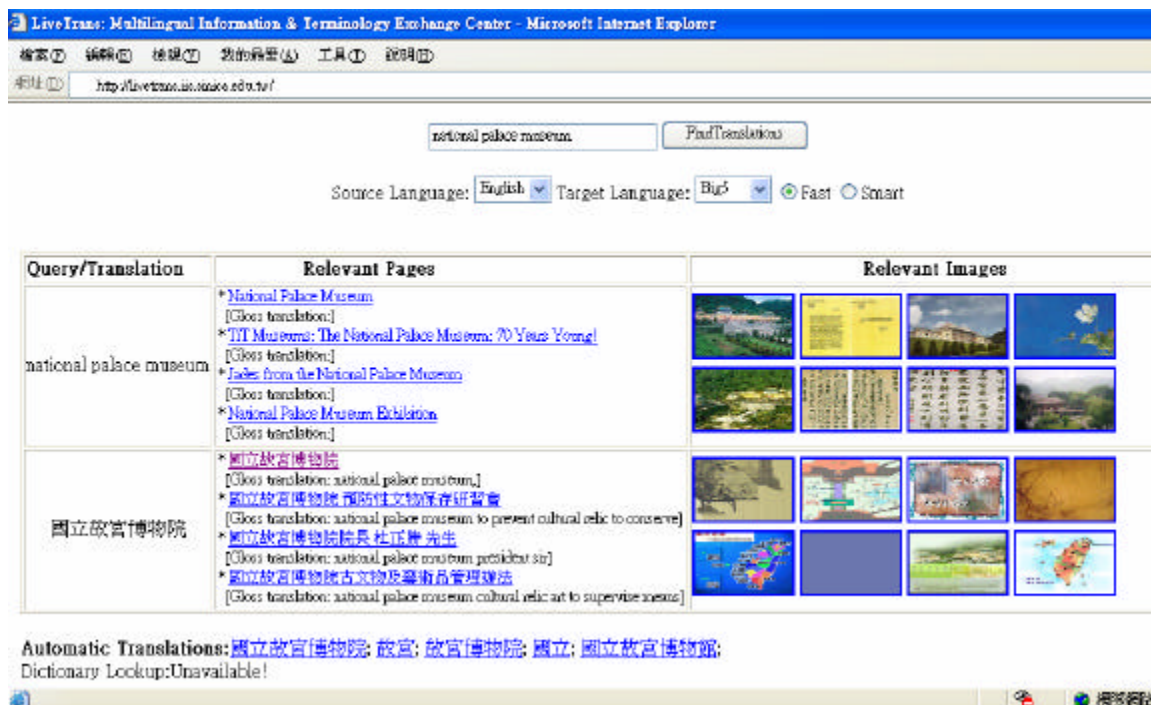 LiveTrans: Multilingual Information & Terminology Exchange Center - Microsoft Internet Explorer
檔案(F) 編輯(E) 檢視(V) 我的最愛(A) 工具(T) 說明(H)
網址(D) http://livetrans.iis.sinica.edu.tw/
national palace museum FindTranslations
Source Language: English Target Language: Big5 Fast Smart
Query/Translation Relevant Pages Relevant Images
national palace museum
* National Palace Museum
[Gloss translation:]
* TIT Museums: The National Palace Museum: 70 Years Young!
[Gloss translation:]
* Jades from the National Palace Museum
[Gloss translation:]
* National Palace Museum Exhibition
[Gloss translation:]
國立故宮博物院
* 國立故宮博物院
[Gloss translation: national palace museum,]
* 國立故宮博物院 預防性文物保存研習會
[Gloss translation: national palace museum to prevent cultural relic to conserve]
* 國立故宮博物院院長 杜正勝 先生
[Gloss translation: national palace museum president sir]
* 國立故宮博物院古文物及藝術品管理辦法
[Gloss translation: national palace museum cultural relic art to supervise means]
Automatic Translations:國立故宮博物院; 故宮; 故宮博物院; 國立; 國立故宮博物館;
Dictionary Lookup:Unavailable!